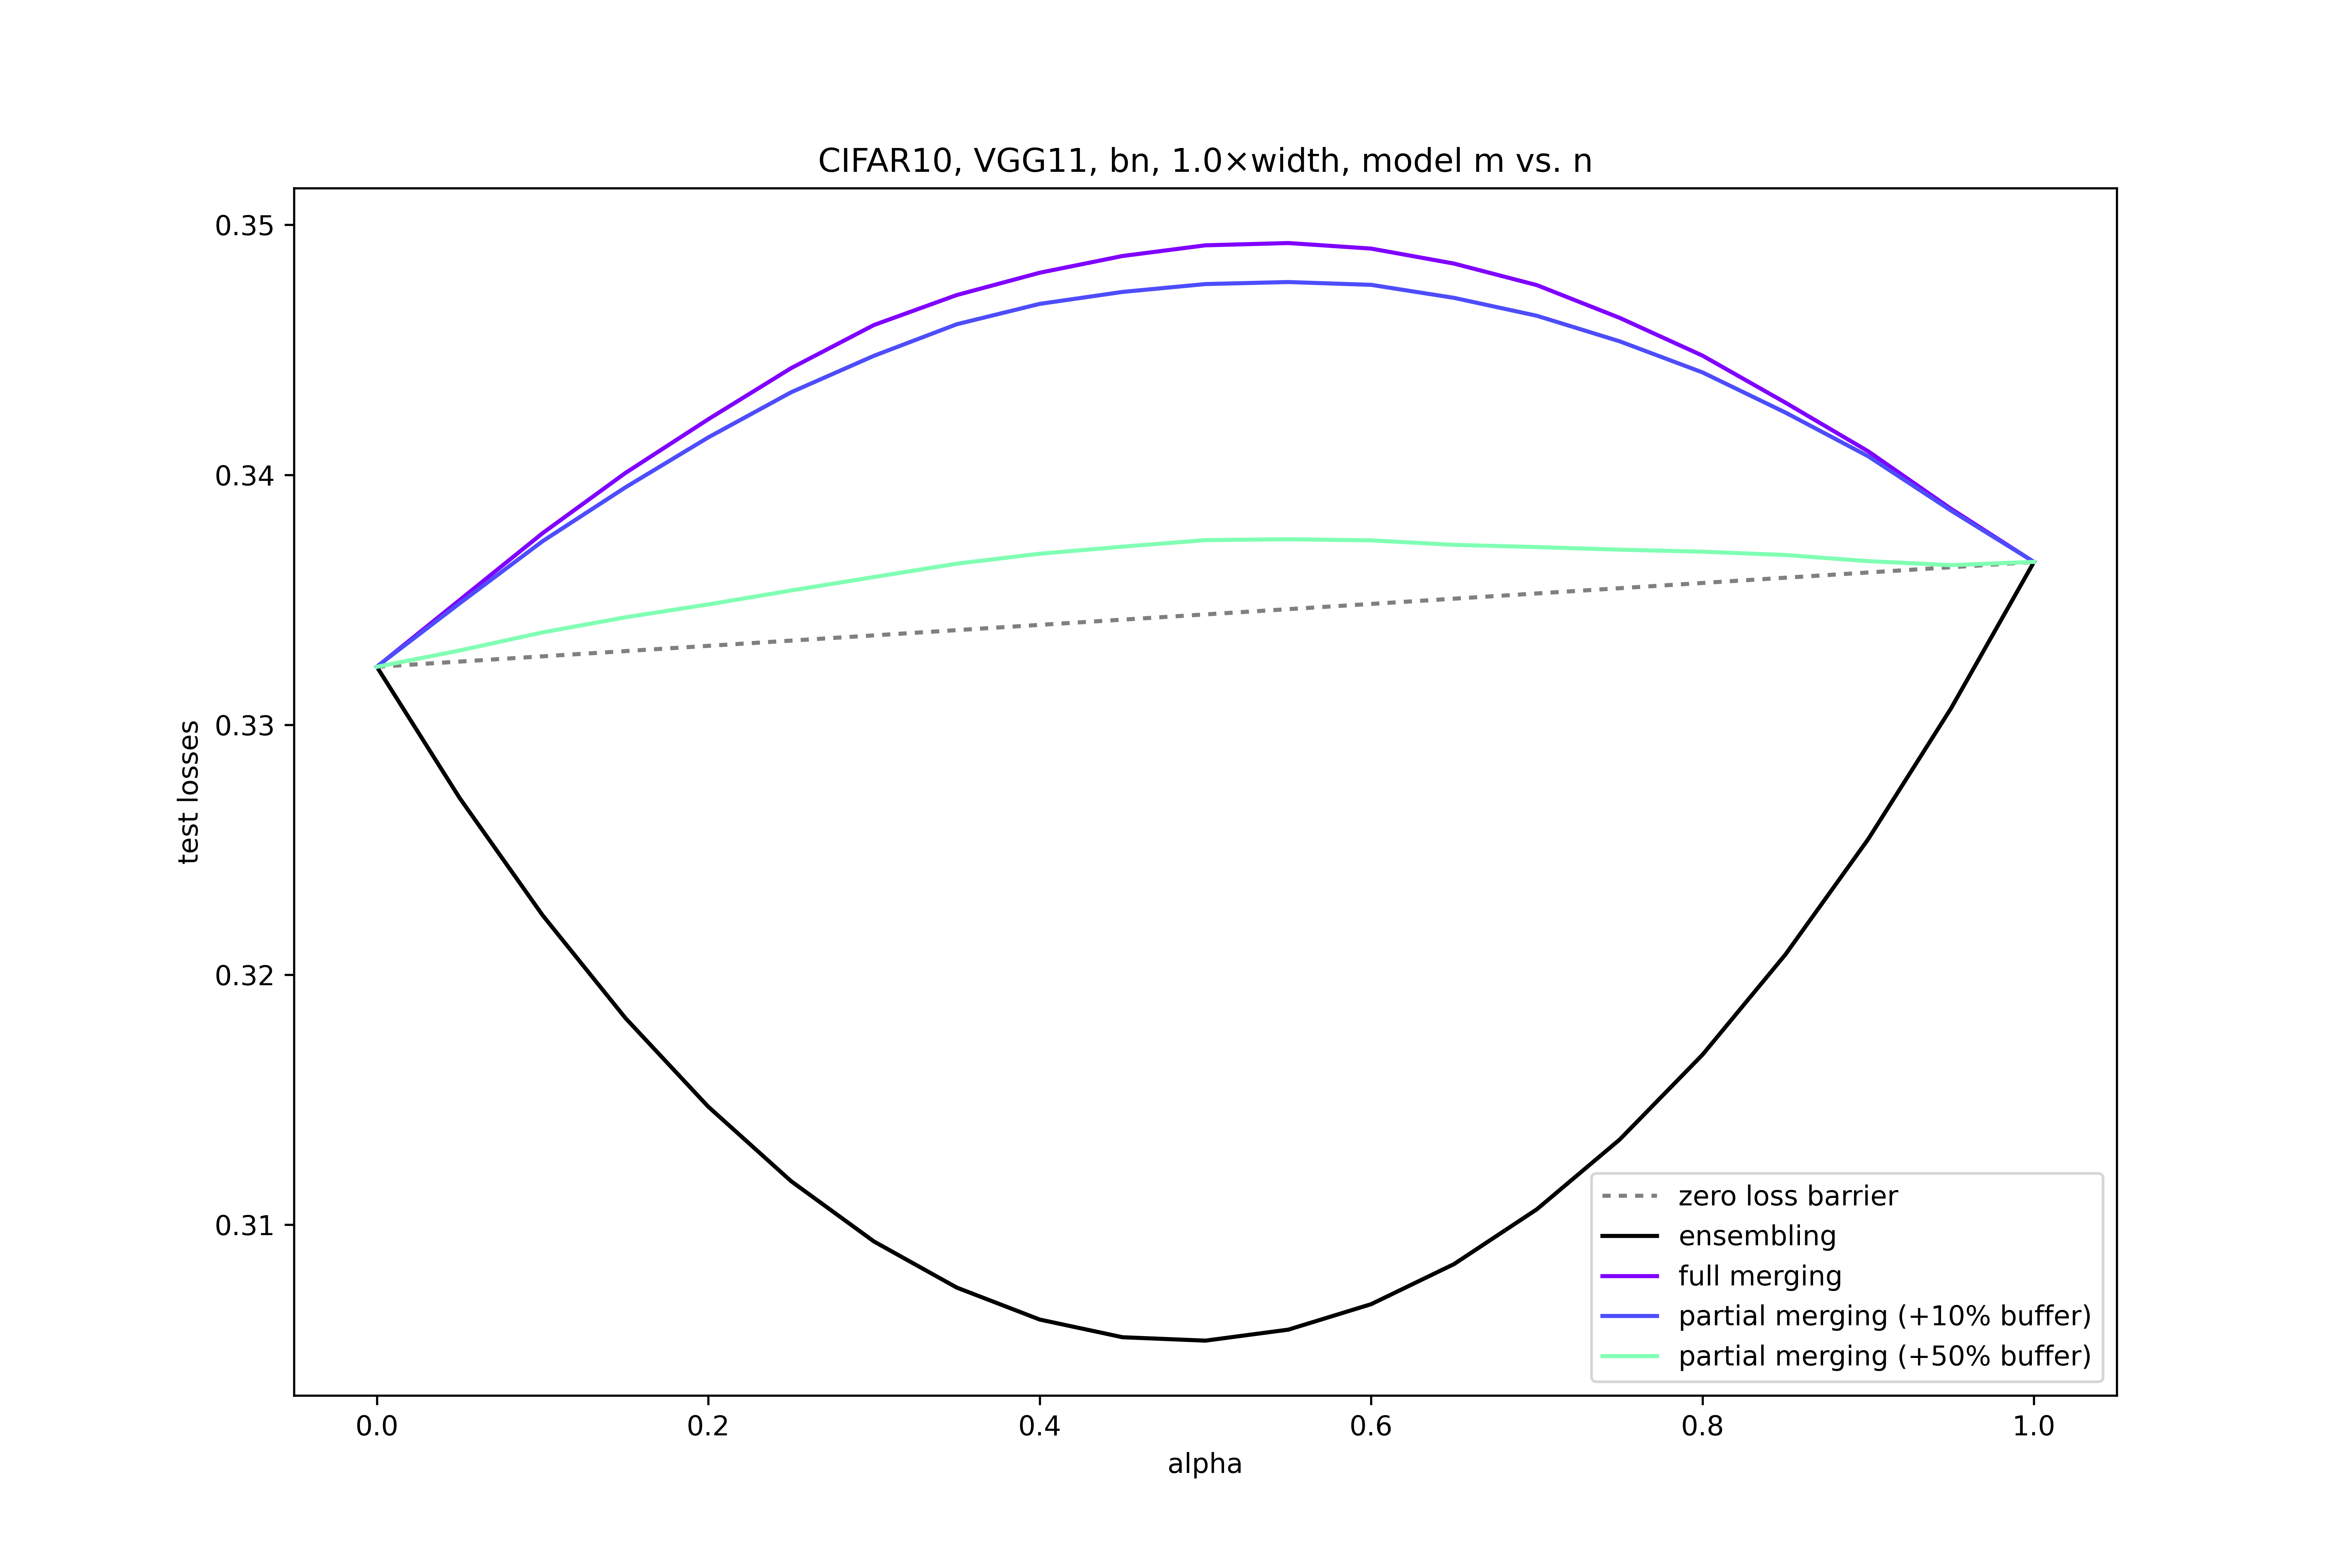 CIFAR10, VGG11, bn, 1.0×width, model m vs. n
test losses
0.35
0.34
0.33
0.32
0.31
0.0 0.2 0.4 0.6 0.8 1.0
alpha
zero loss barrier
ensembling
full merging
partial merging (+10% buffer)
partial merging (+50% buffer)